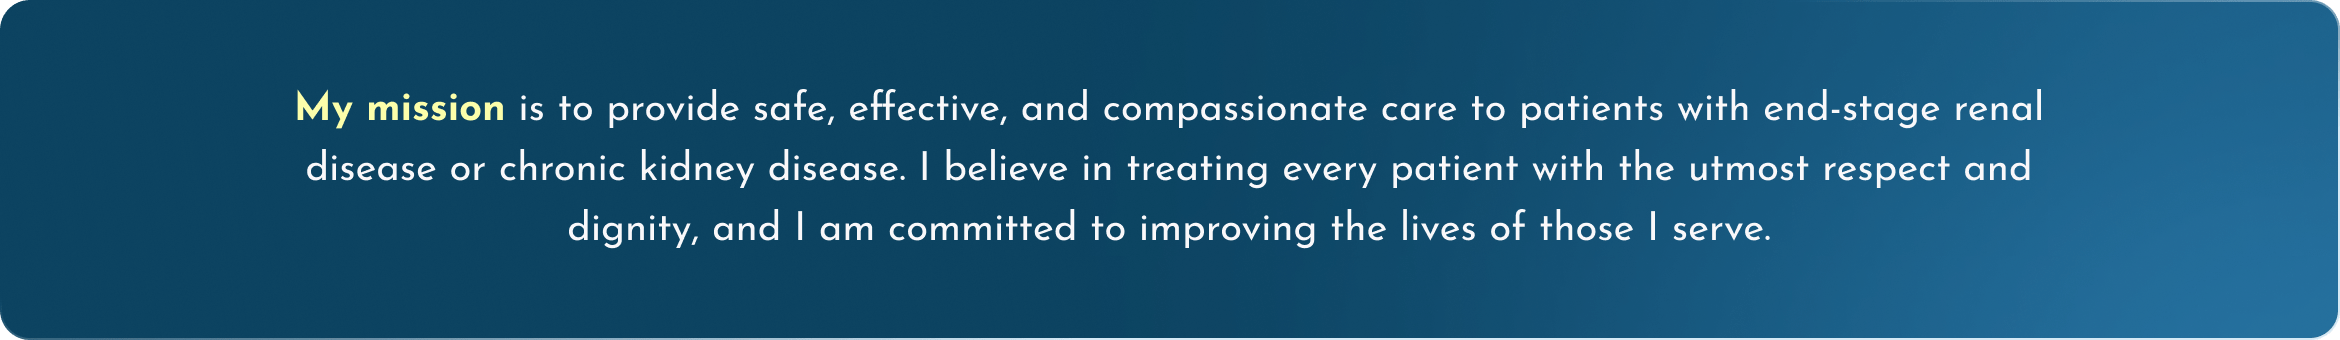 My mission is to provide safe, effective, and compassionate care to patients with end-stage renal
disease or chronic kidney disease. I believe in treating every patient with the utmost respect and
dignity, and I am committed to improving the lives of those I serve.